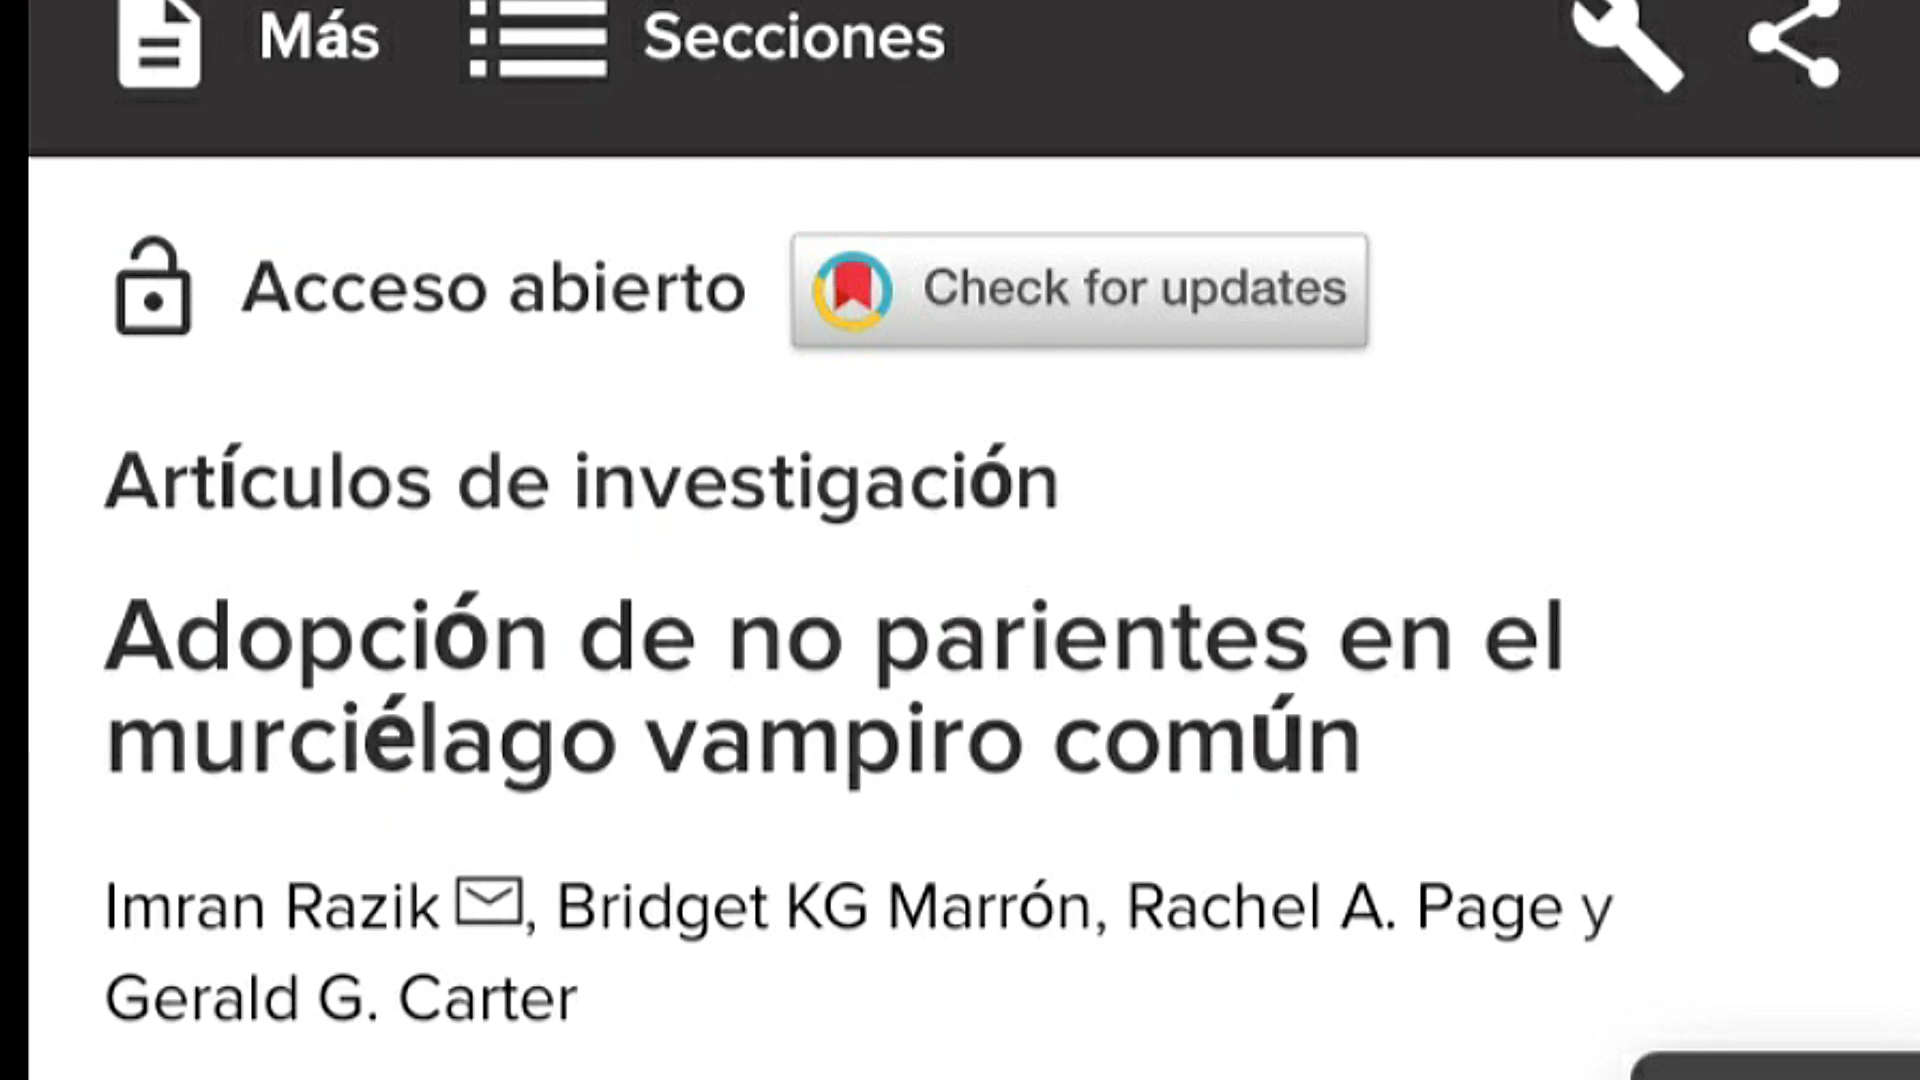 Más Secciones
Acceso abierto Check for updates
Artículos de investigación
Adopción de no parientes en el
murciélago vampiro común
Imran Razik, Bridget KG Marrón, Rachel A. Page y
Gerald G. Carter